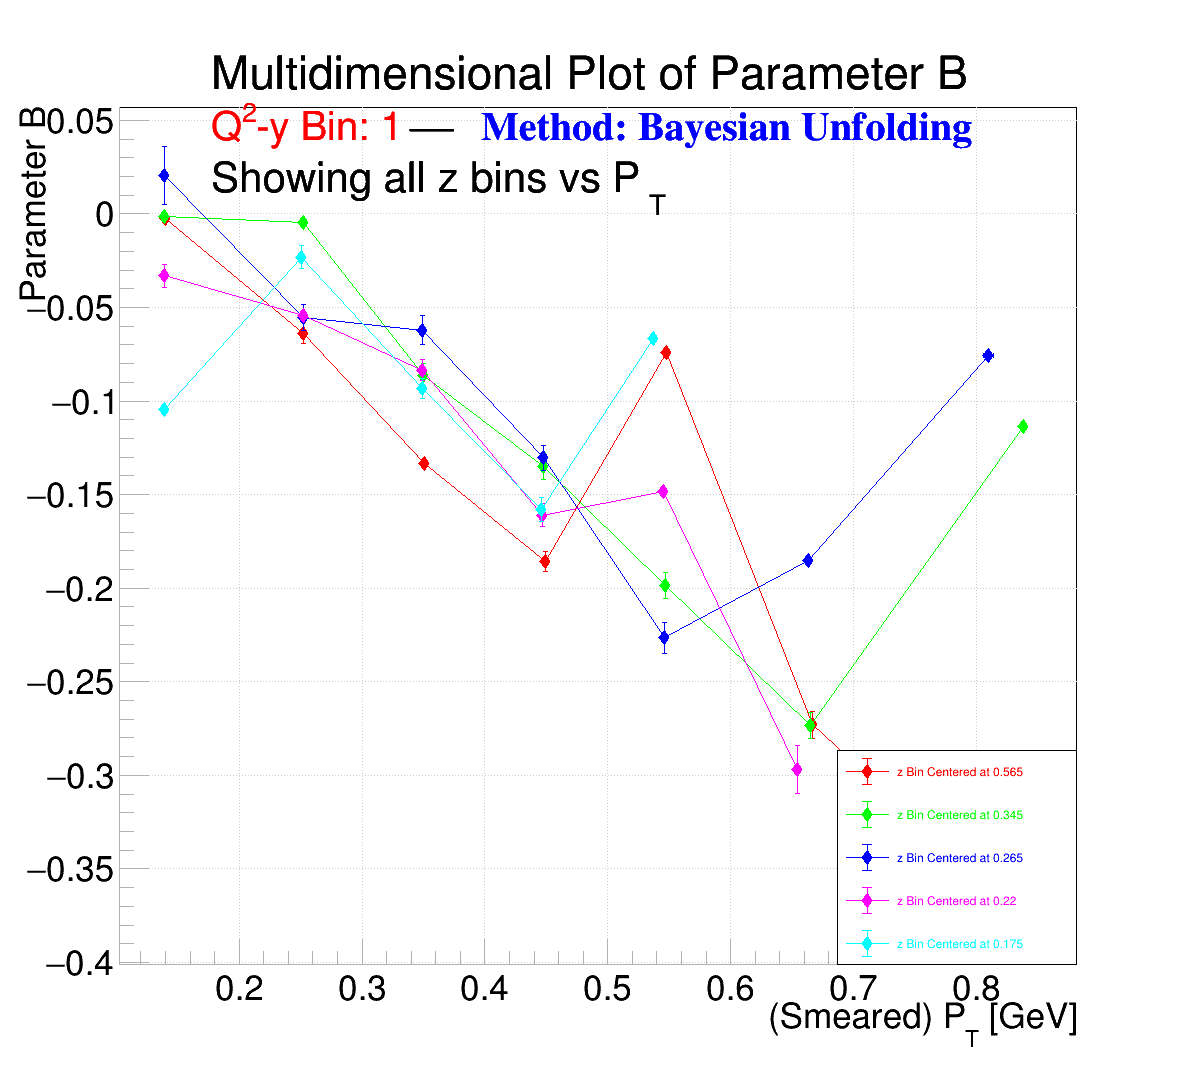 Multidimensional Plot of Parameter B
Q²-y Bin: 1 — Method: Bayesian Unfolding
Showing all z bins vs P_T
Parameter B
0.05
0
−0.05
−0.1
−0.15
−0.2
−0.25
−0.3
−0.35
−0.4
z Bin Centered at 0.565
z Bin Centered at 0.345
z Bin Centered at 0.265
z Bin Centered at 0.22
z Bin Centered at 0.175
0.2 0.3 0.4 0.5 0.6 0.7 0.8
(Smeared) P_T [GeV]